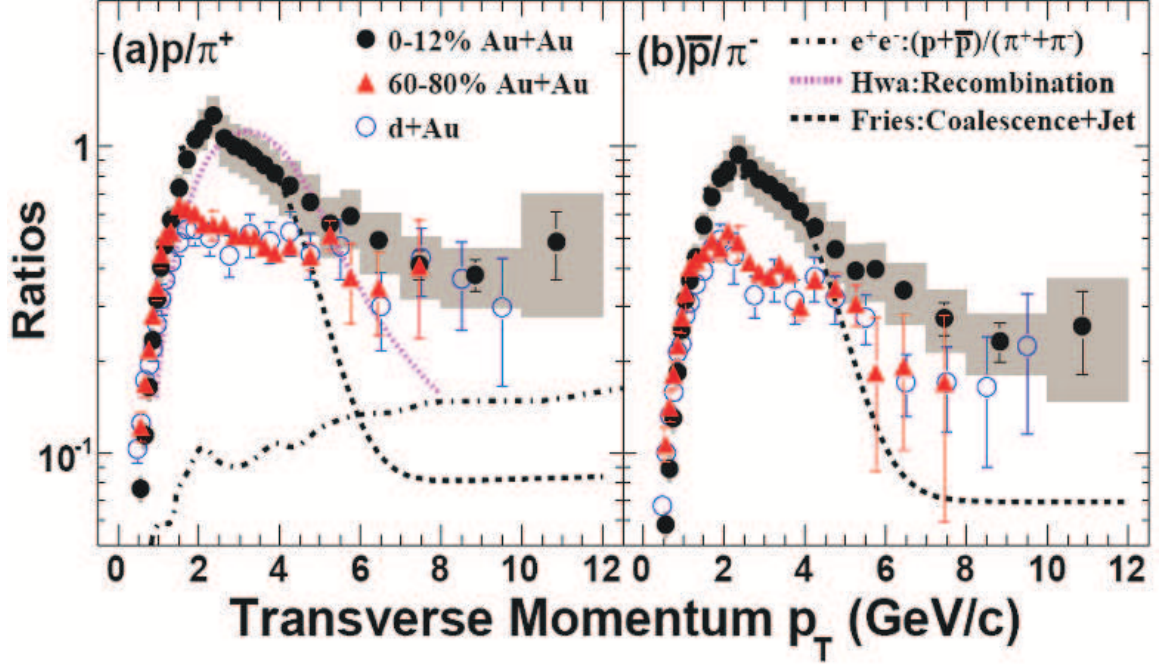 (a)p/π⁺
0-12% Au+Au
60-80% Au+Au
d+Au
(b)p̅/π⁻
e⁺e⁻:(p+p̅)/(π⁺+π⁻)
Hwa:Recombination
Fries:Coalescence+Jet
Ratios
1
10⁻¹
0 2 4 6 8 10 12
0 2 4 6 8 10 12
Transverse Momentum p_T (GeV/c)